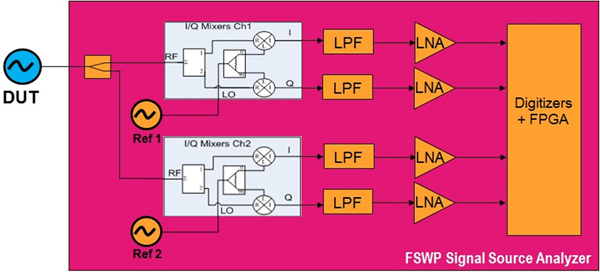 I/Q Mixers Ch1
RF
I
Q
LO
LPF
LNA
LPF
LNA
DUT
Ref 1
Digitizers
+ FPGA
I/Q Mixers Ch2
RF
I
Q
LO
LPF
LNA
LPF
LNA
Ref 2
FSWP Signal Source Analyzer